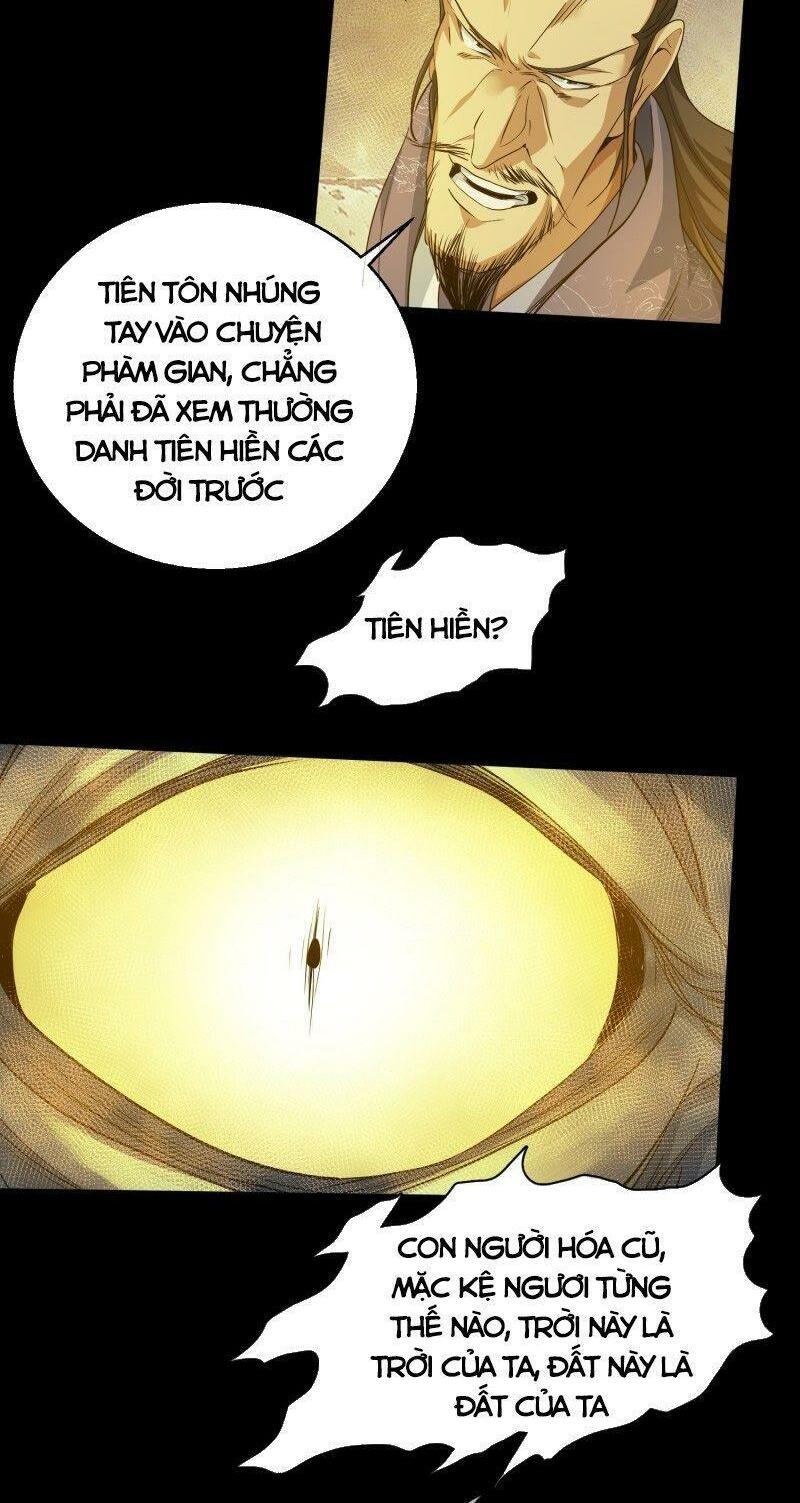 TIÊN TÔN NHÚNG
TAY VÀO CHUYỆN
PHÀM GIAN, CHẲNG
PHẢI ĐÃ XEM THƯỜNG
DANH TIÊN HIỀN CÁC
ĐỜI TRƯỚC
TIÊN HIỀN?
CON NGƯỜI HÓA CŨ,
MẶC KỆ NGƯƠI TỪNG
THẾ NÀO, TRỜI NÀY LÀ
TRỜI CỦA TA, ĐẤT NÀY LÀ
ĐẤT CỦA TA